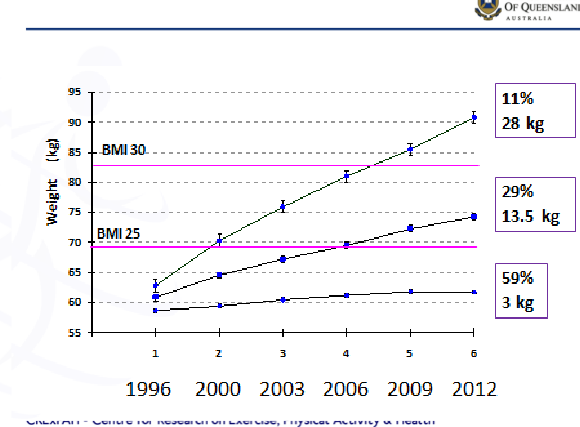 OF QUEENSLAND
AUSTRALIA
Weight (kg)
95
90
85
80
75
70
65
60
55
BMI 30
BMI 25
11%
28 kg
29%
13.5 kg
59%
3 kg
1 2 3 4 5 6
1996 2000 2003 2006 2009 2012
Centre for Research on Exercise, Physical Activity & Health